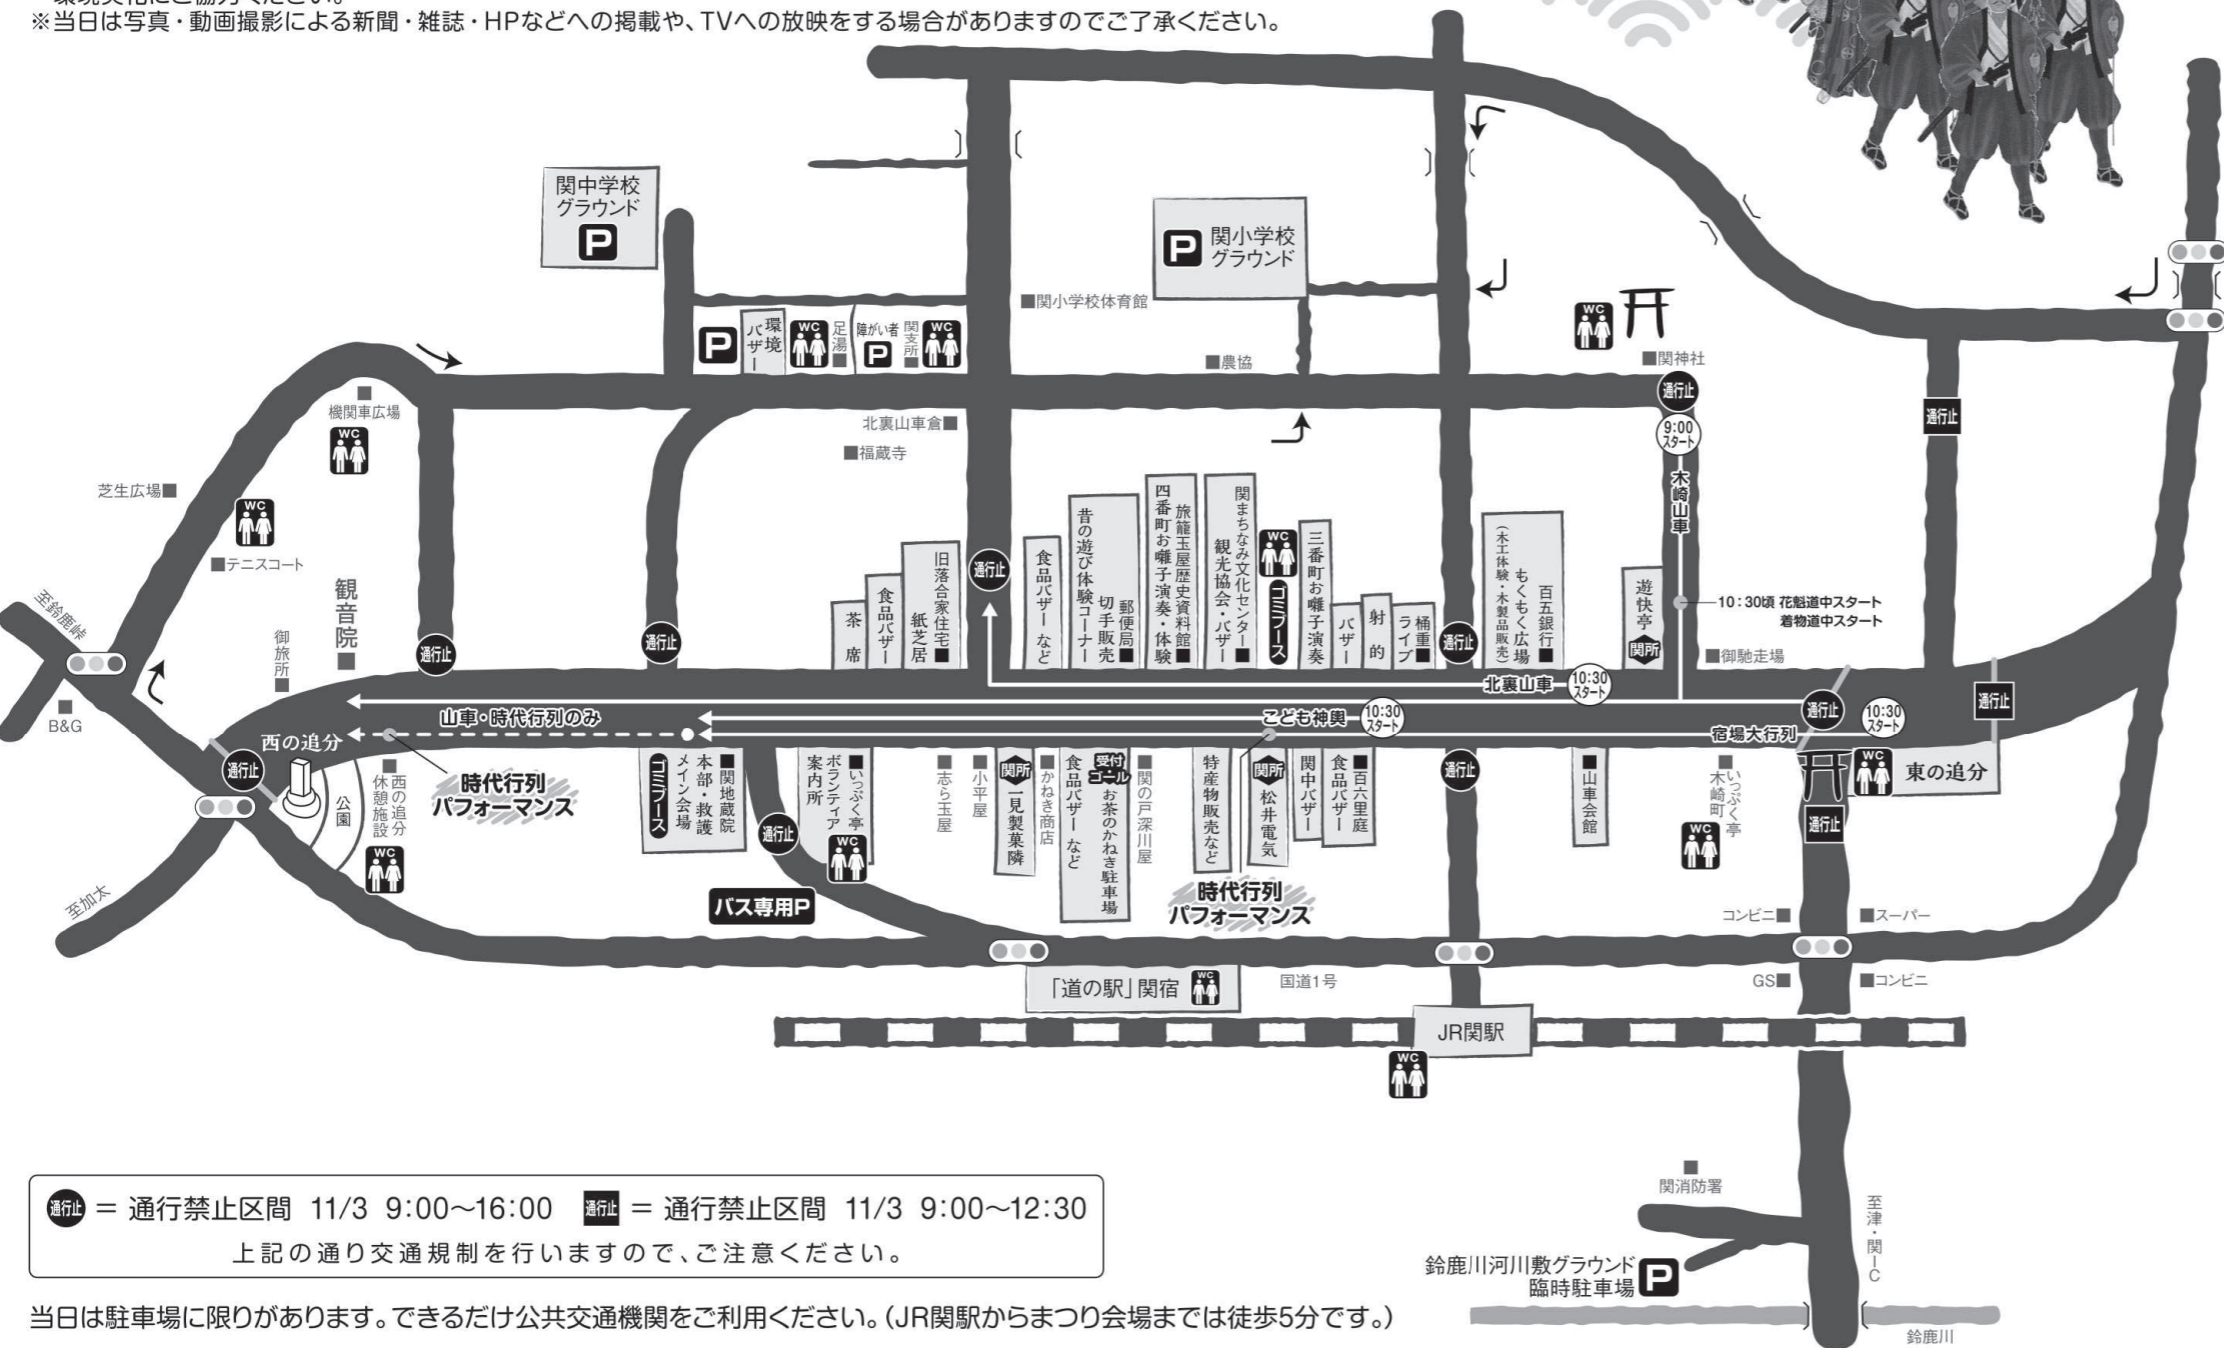 環境美化にご協力ください。
※当日は写真・動画撮影による新聞・雑誌・HPなどへの掲載や、TVへの放映をする場合がありますのでご了承ください。
関中学校
グラウンド
P
P
関小学校
グラウンド
■関小学校体育館
P
環境
バザー
WC
足湯■
障がい者
P
関支所■
WC
■農協
WC
■関神社
通行止
9:00
スタート
木崎山車
通行止
機関車広場
WC
北裏山車倉■
■福蔵寺
芝生広場■
WC
■テニスコート
至鈴鹿峠
観音院■
御旅所■
B&G
通行止
通行止
茶席
食品バザー
旧落合家住宅■
紙芝居
通行止
食品バザー など
昔の遊び体験コーナー
郵便局■
切手販売
旅籠玉屋歴史資料館■
四番町お囃子演奏・体験
関まちなみ文化センター■
観光協会・バザー
WC
ゴミブース
三番町お囃子演奏
バザー
射的
桶重■
ライブ
通行止
百五銀行■
もくもく広場
(木工体験・木製品販売)
遊快亭
関所
10:30頃 花魁道中スタート
着物道中スタート
■御馳走場
北裏山車
10:30
スタート
山車・時代行列のみ
こども神輿
10:30
スタート
宿場大行列
10:30
スタート
通行止
通行止
西の追分
通行止
公園
■西の追分
休憩施設
WC
時代行列
パフォーマンス
■関地蔵院
本部・救護
メイン会場
ゴミブース
通行止
■いっぷく亭
ボランティア
案内所
WC
バス専用P
■志ら玉屋
■小平屋
関所
一見製菓隣
■かねき商店
受付
ゴール
お茶のかねき駐車場
食品バザー など
■関の戸深川屋
特産物販売など
関所
松井電気
時代行列
パフォーマンス
関中バザー
■百六里庭
食品バザー
通行止
■山車会館
■いっぷく亭
木崎町
WC
WC
東の追分
通行止
至加太
コンビニ■
■スーパー
「道の駅」関宿
WC
国道1号
GS■
■コンビニ
JR関駅
WC
関消防署
至津・関IC
鈴鹿川河川敷グラウンド
臨時駐車場
P
鈴鹿川
通行止 = 通行禁止区間 11/3 9:00〜16:00 通行止 = 通行禁止区間 11/3 9:00〜12:30
上記の通り交通規制を行いますので、ご注意ください。
当日は駐車場に限りがあります。できるだけ公共交通機関をご利用ください。(JR関駅からまつり会場までは徒歩5分です。)